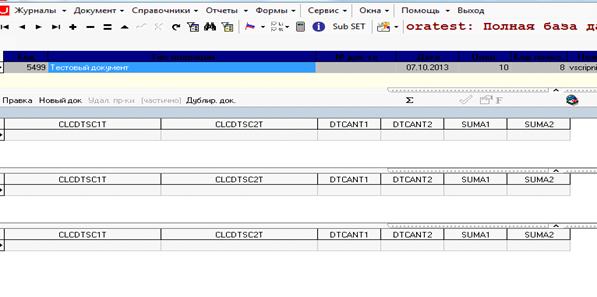 Журналы Документ Справочники Отчеты Формы Сервис Окна Помощь Выход
Sub SET oratest: Полная база да
5499 Тестовый документ 07.10.2013 10 8 vscripni
Правка Новый док Удал. пр-ки (частично) Дублир. док. Σ F
CLCDTSC1T CLCDTSC2T DTCANT1 DTCANT2 SUMA1 SUMA2
CLCDTSC1T CLCDTSC2T DTCANT1 DTCANT2 SUMA1 SUMA2
CLCDTSC1T CLCDTSC2T DTCANT1 DTCANT2 SUMA1 SUMA2